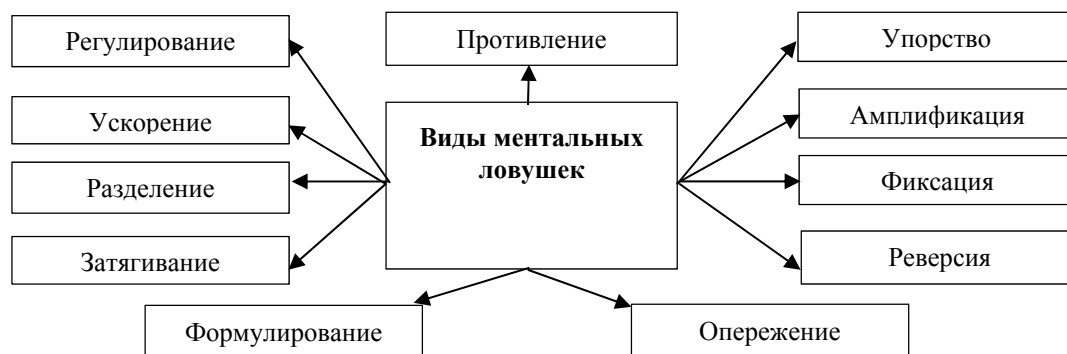 Регулирование
Противление
Упорство
Ускорение
Виды ментальных
ловушек
Амплификация
Разделение
Фиксация
Затягивание
Реверсия
Формулирование
Опережение